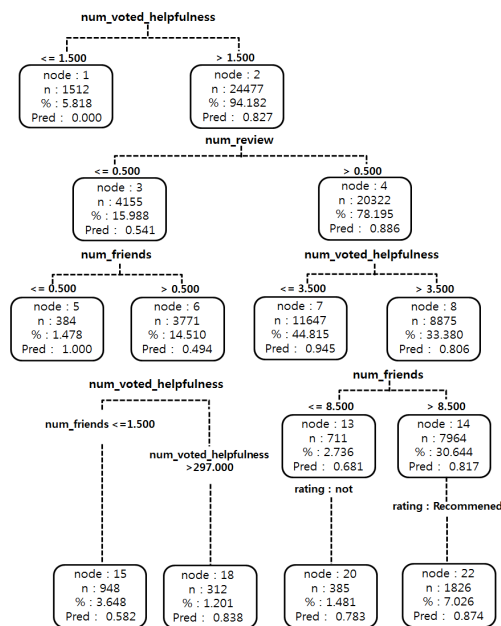 num_voted_helpfulness
<= 1.500
> 1.500
node : 1
n : 1512
% : 5.818
Pred : 0.000
node : 2
n : 24477
% : 94.182
Pred : 0.827
num_review
<= 0.500
> 0.500
node : 3
n : 4155
% : 15.988
Pred : 0.541
node : 4
n : 20322
% : 78.195
Pred : 0.886
num_friends
num_voted_helpfulness
<= 0.500
> 0.500
<= 3.500
> 3.500
node : 5
n : 384
% : 1.478
Pred : 1.000
node : 6
n : 3771
% : 14.510
Pred : 0.494
node : 7
n : 11647
% : 44.815
Pred : 0.945
node : 8
n : 8875
% : 33.380
Pred : 0.806
num_voted_helpfulness
num_friends
num_friends <=1.500
num_voted_helpfulness
>297.000
<= 8.500
> 8.500
node : 13
n : 711
% : 2.736
Pred : 0.681
node : 14
n : 7964
% : 30.644
Pred : 0.817
rating : not
rating : Recommened
node : 15
n : 948
% : 3.648
Pred : 0.582
node : 18
n : 312
% : 1.201
Pred : 0.838
node : 20
n : 385
% : 1.481
Pred : 0.783
node : 22
n : 1826
% : 7.026
Pred : 0.874